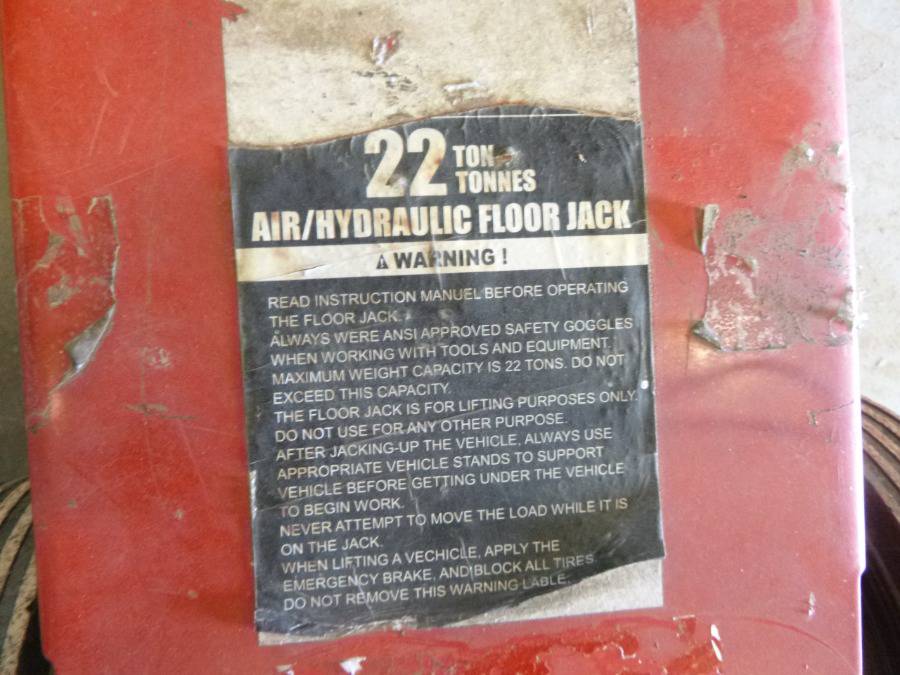 22 TON
TONNES
AIR/HYDRAULIC FLOOR JACK
⚠ WARNING !
READ INSTRUCTION MANUEL BEFORE OPERATING
THE FLOOR JACK.
ALWAYS WERE ANSI APPROVED SAFETY GOGGLES
WHEN WORKING WITH TOOLS AND EQUIPMENT.
MAXIMUM WEIGHT CAPACITY IS 22 TONS. DO NOT
EXCEED THIS CAPACITY.
THE FLOOR JACK IS FOR LIFTING PURPOSES ONLY.
DO NOT USE FOR ANY OTHER PURPOSE.
AFTER JACKING-UP THE VEHICLE, ALWAYS USE
APPROPRIATE VEHICLE STANDS TO SUPPORT
VEHICLE BEFORE GETTING UNDER THE VEHICLE
TO BEGIN WORK.
NEVER ATTEMPT TO MOVE THE LOAD WHILE IT IS
ON THE JACK.
WHEN LIFTING A VECHICLE, APPLY THE
EMERGENCY BRAKE, AND BLOCK ALL TIRES
DO NOT REMOVE THIS WARNING LABLE.